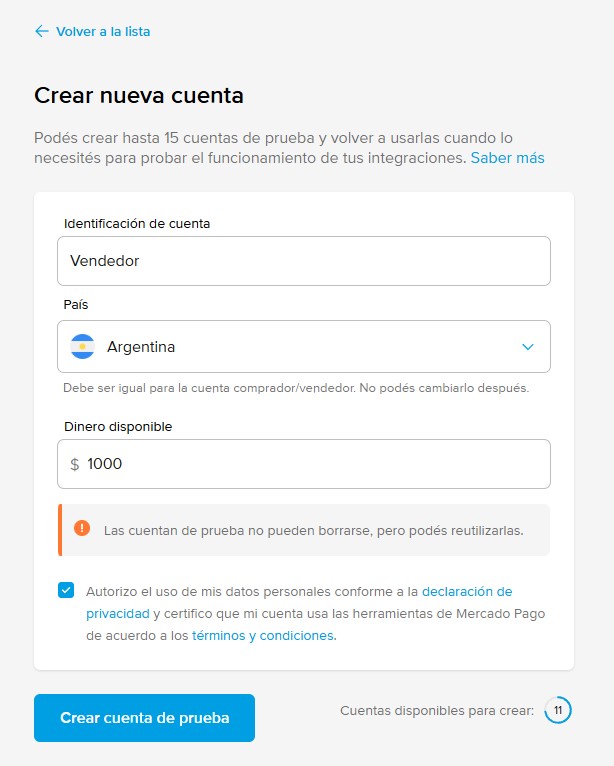 ← Volver a la lista
Crear nueva cuenta
Podés crear hasta 15 cuentas de prueba y volver a usarlas cuando lo
necesités para probar el funcionamiento de tus integraciones. Saber más
Identificación de cuenta
Vendedor
País
Argentina
Debe ser igual para la cuenta comprador/vendedor. No podés cambiarlo después.
Dinero disponible
$ 1000
Las cuentan de prueba no pueden borrarse, pero podés reutilizarlas.
Autorizo el uso de mis datos personales conforme a la declaración de
privacidad y certifico que mi cuenta usa las herramientas de Mercado Pago
de acuerdo a los términos y condiciones.
Crear cuenta de prueba
Cuentas disponibles para crear: 11